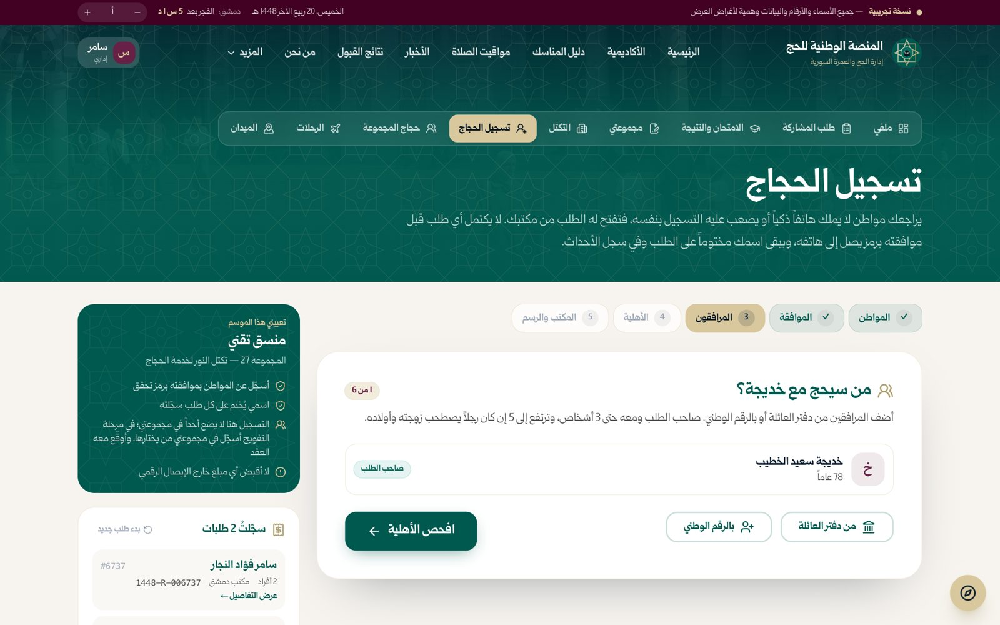 نسخة تجريبية — جميع الأسماء والأرقام والبيانات وهمية لأغراض العرض
الخميس، 20 ربيع الآخر 1448 هـ
دمشق: الفجر بعد 5 س 1 د
− أ +
المنصة الوطنية للحج
إدارة الحج والعمرة السورية
الرئيسية
الأكاديمية
دليل المناسك
مواقيت الصلاة
الأخبار
نتائج القبول
من نحن
المزيد
س
سامر
إداري
ملفي
طلب المشاركة
الامتحان والنتيجة
مجموعتي
التكتل
تسجيل الحجاج
حجاج المجموعة
الرحلات
الميدان
تسجيل الحجاج
يراجعك مواطن لا يملك هاتفاً ذكياً أو يصعب عليه التسجيل بنفسه، فتفتح له الطلب من مكتبك. لا يكتمل أي طلب قبل
موافقته برمز يصل إلى هاتفه، ويبقى اسمك مختوماً على الطلب وفي سجل الأحداث.
المواطن
الموافقة
3 المرافقون
4 الأهلية
5 المكتب والرسم
من سيحج مع خديجة؟
1 من 6
أضف المرافقين من دفتر العائلة أو بالرقم الوطني. صاحب الطلب ومعه حتى 3 أشخاص، وترتفع إلى 5 إن كان رجلاً يصطحب زوجته وأولاده.
خ
خديجة سعيد الخطيب
78 عاماً
صاحب الطلب
من دفتر العائلة
بالرقم الوطني
افحص الأهلية ←
تعييني هذا الموسم
منسق تقني
المجموعة 27 — تكتل النور لخدمة الحجاج
أسجّل عن المواطن بموافقته برمز تحقق
اسمي يُختم على كل طلب سجّلته
التسجيل هنا لا يضع أحداً في مجموعتي؛ في مرحلة
التفويج أسجّل في مجموعتي من يختارها، وأوقّع معه
العقد
لا أقبض أي مبلغ خارج الإيصال الرقمي
سجّلتُ 2 طلبات
بدء طلب جديد
سامر فؤاد النجار
#6737
2 أفراد
مكتب دمشق
1448-R-006737
عرض التفاصيل ←